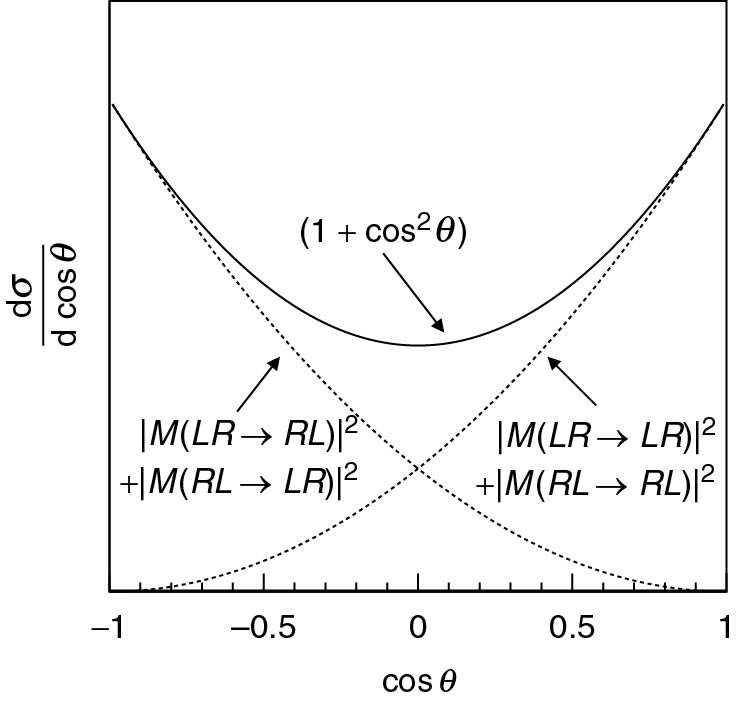 (1 + cos²θ)
dσ
d cos θ
|M(LR → RL)|²
+|M(RL → LR)|²
|M(LR → LR)|²
+|M(RL → RL)|²
−1 −0.5 0 0.5 1
cos θ